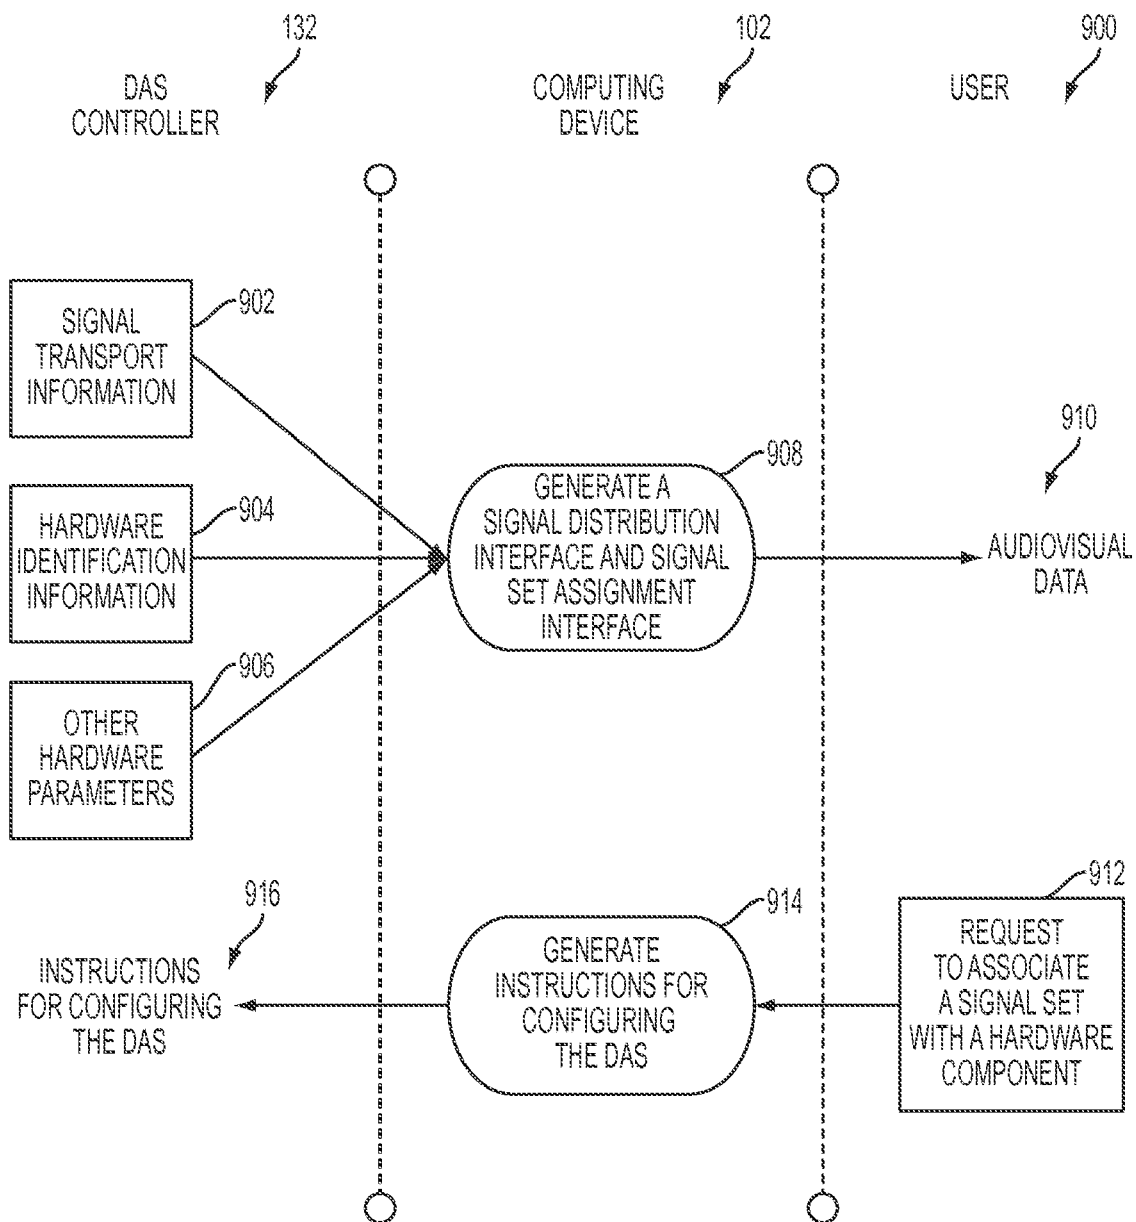 132
102
900
DAS
CONTROLLER
COMPUTING
DEVICE
USER
902
SIGNAL
TRANSPORT
INFORMATION
904
HARDWARE
IDENTIFICATION
INFORMATION
906
OTHER
HARDWARE
PARAMETERS
908
GENERATE A
SIGNAL DISTRIBUTION
INTERFACE AND SIGNAL
SET ASSIGNMENT
INTERFACE
910
AUDIOVISUAL
DATA
912
REQUEST
TO ASSOCIATE
A SIGNAL SET
WITH A HARDWARE
COMPONENT
914
GENERATE
INSTRUCTIONS FOR
CONFIGURING
THE DAS
916
INSTRUCTIONS
FOR CONFIGURING
THE DAS